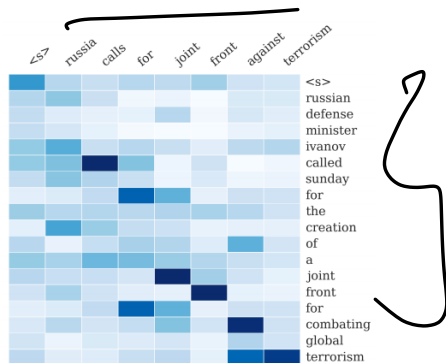 <s> russia calls for joint front against terrorism
<s>
russian
defense
minister
ivanov
called
sunday
for
the
creation
of
a
joint
front
for
combating
global
terrorism